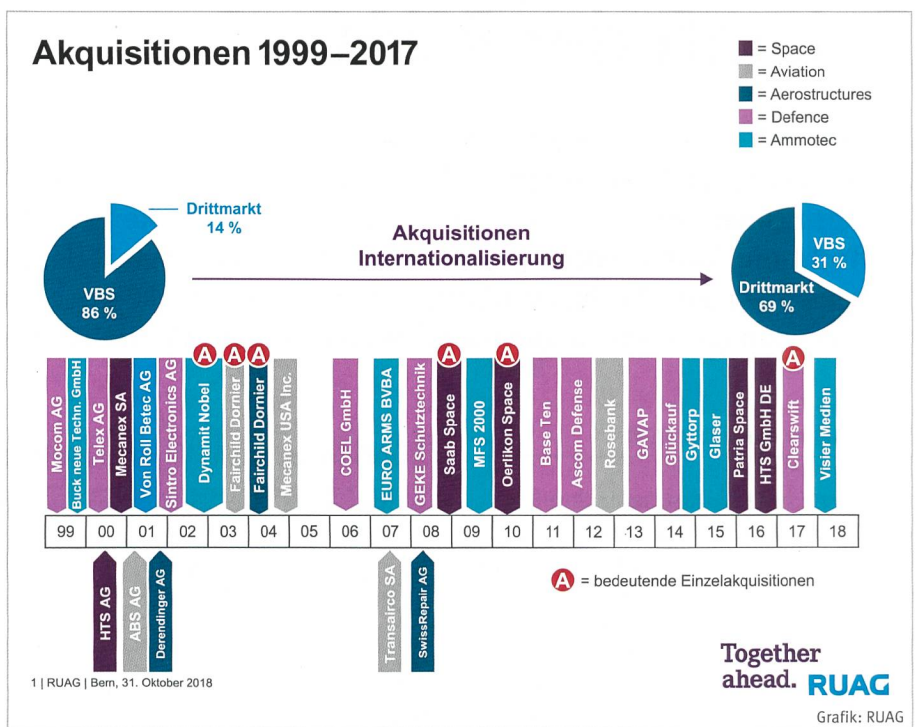 Akquisitionen 1999–2017
= Space
= Aviation
= Aerostructures
= Defence
= Ammotec
Drittmarkt
14 %
VBS
86 %
Akquisitionen
Internationalisierung
VBS
31 %
Drittmarkt
69 %
Mocom AG
Buck neue Techn. GmbH
Telex AG
Mecanex SA
Von Roll Betec AG
Sintro Electronics AG
A
Dynamit Nobel
A
Fairchild Dornier
A
Fairchild Dornier
Mecanex USA Inc.
COEL GmbH
EURO ARMS BVBA
GEKE Schutztechnik
A
Saab Space
MFS 2000
A
Oerlikon Space
Base Ten
Ascom Defense
Rosebank
GAVAP
Glückauf
Gyttorp
Glaser
Patria Space
HTS GmbH DE
A
Clearswift
Visier Medien
99 00 01 02 03 04 05 06 07 08 09 10 11 12 13 14 15 16 17 18
HTS AG
ABS AG
Derendinger AG
Transairco SA
SwissRepair AG
A = bedeutende Einzelakquisitionen
1 | RUAG | Bern, 31. Oktober 2018
Together
ahead. RUAG
Grafik: RUAG